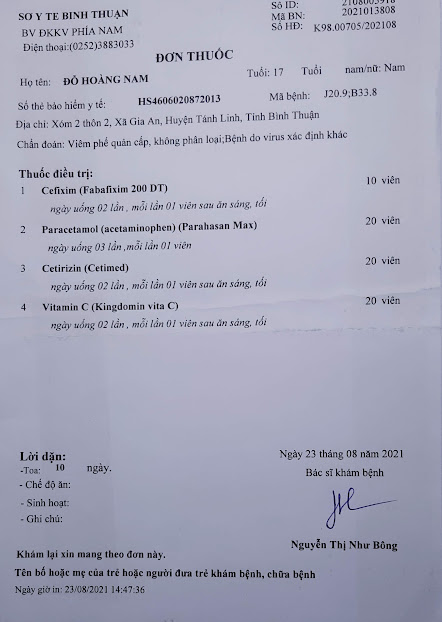 SƠ Y TE BINH THUẬN
BV ĐKKV PHÍA NAM
Điện thoại:(0252)3883033
Số ID: 2108005918
Mã BN: 2021013808
Số HĐ: K98.00705/202108
ĐƠN THUỐC
Họ tên: ĐỖ HOÀNG NAM Tuổi: 17 Tuổi nam/nữ: Nam
Số thẻ bảo hiểm y tế: HS4606020872013 Mã bệnh: J20.9;B33.8
Địa chỉ: Xóm 2 thôn 2, Xã Gia An, Huyện Tánh Linh, Tỉnh Bình Thuận
Chẩn đoán: Viêm phế quản cấp, không phân loại;Bệnh do virus xác định khác
Thuốc điều trị:
1 Cefixim (Fabafixim 200 DT) 10 viên
ngày uống 02 lần , mỗi lần 01 viên sau ăn sáng, tối
2 Paracetamol (acetaminophen) (Parahasan Max) 20 viên
ngày uống 03 lần ,mỗi lần 01 viên
3 Cetirizin (Cetimed) 20 viên
ngày uống 02 lần , mỗi lần 01 viên sau ăn sáng, tối
4 Vitamin C (Kingdomin vita C) 20 viên
ngày uống 02 lần , mỗi lần 01 viên sau ăn sáng, tối
Lời dặn:
-Toa: 10 ngày.
- Chế độ ăn:
- Sinh hoạt:
- Ghi chú:
Ngày 23 tháng 08 năm 2021
Bác sĩ khám bệnh
Nguyễn Thị Như Bông
Khám lại xin mang theo đơn này.
Tên bố hoặc mẹ của trẻ hoặc người đưa trẻ khám bệnh, chữa bệnh
Ngày giờ in: 23/08/2021 14:47:36